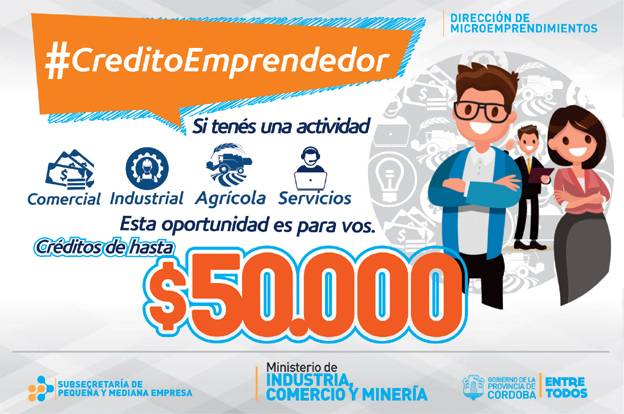 DIRECCIÓN DE
MICROEMPRENDIMIENTOS
#CreditoEmprendedor
Si tenés una actividad
Comercial Industrial Agrícola Servicios
Esta oportunidad es para vos.
Créditos de hasta
$50.000
SUBSECRETARÍA DE
PEQUEÑA Y MEDIANA EMPRESA
Ministerio de
INDUSTRIA,
COMERCIO Y MINERÍA
GOBIERNO DE LA
PROVINCIA DE
CORDOBA
ENTRE
TODOS